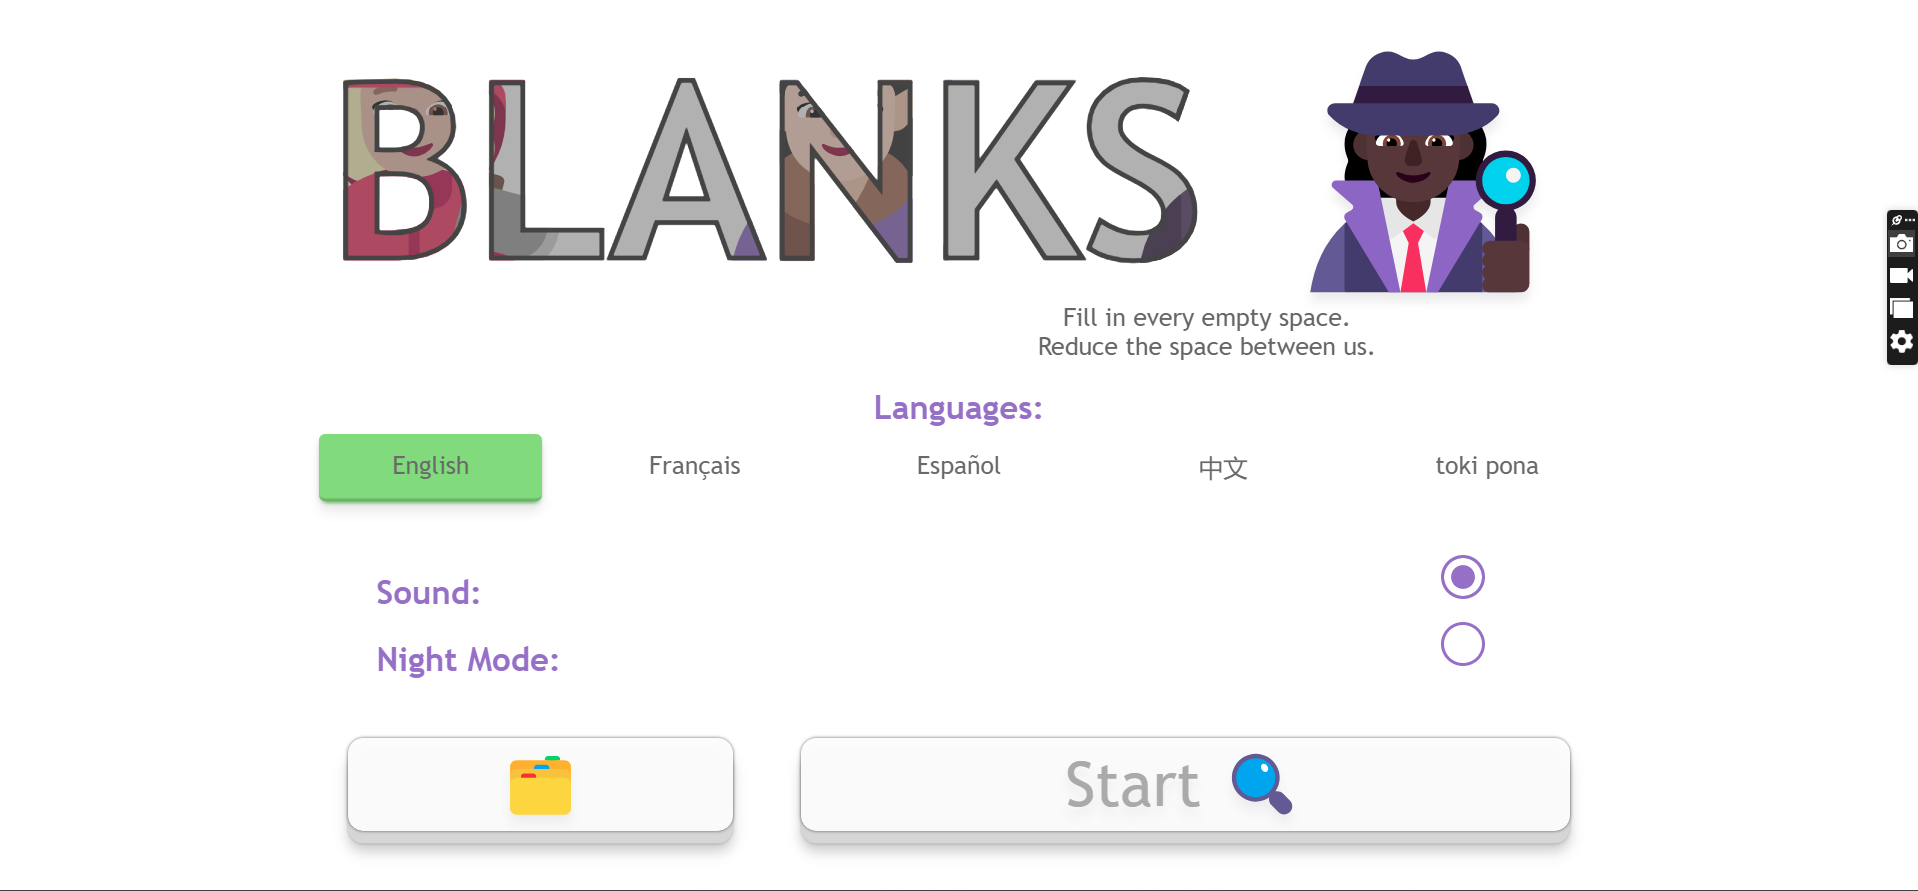 BLANKS
Fill in every empty space.
Reduce the space between us.
Languages:
English
Français
Español
中文
toki pona
Sound:
Night Mode:
Start